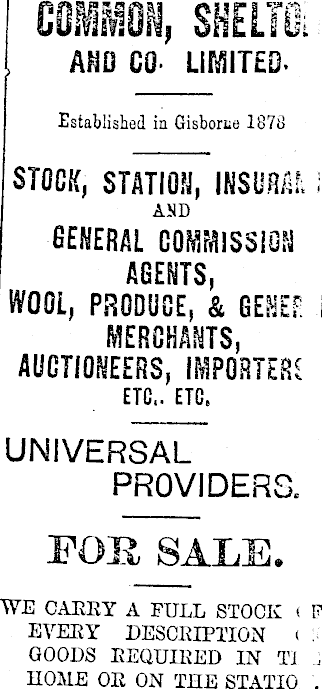 COMMON, SHELTO
AND CO. LIMITED.
Established in Gisborne 1878
STOCK, STATION, INSURAN
AND
GENERAL COMMISSION
AGENTS,
WOOL, PRODUCE, & GENER
MERCHANTS,
AUCTIONEERS, IMPORTERS
ETC., ETC.
UNIVERSAL
PROVIDERS.
FOR SALE.
WE CARRY A FULL STOCK F
EVERY DESCRIPTION
GOODS REQUIRED IN
HOME OR ON THE STATIO